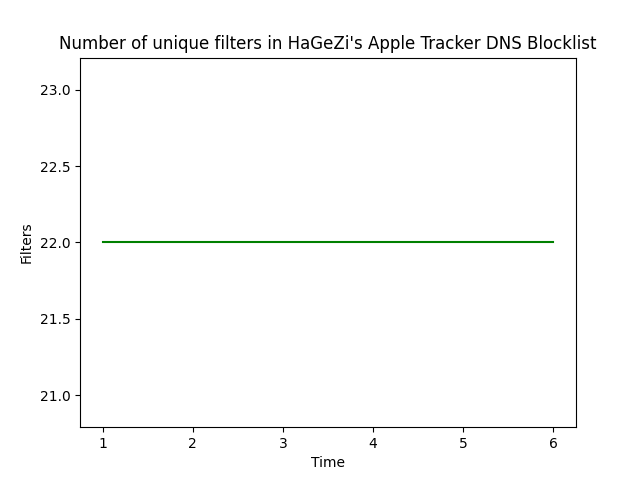 Number of unique filters in HaGeZi's Apple Tracker DNS Blocklist
23.0
22.5
22.0
21.5
21.0
Filters
1 2 3 4 5 6
Time